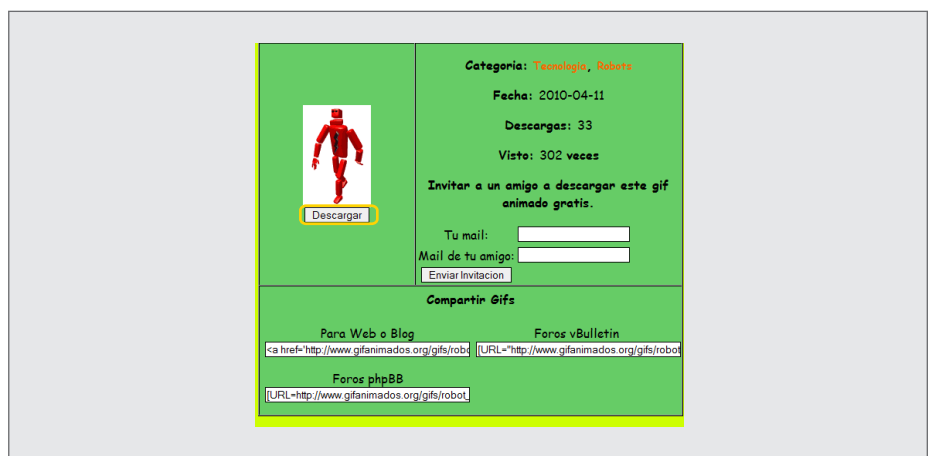 Categoria: Tecnologia, Robots
Fecha: 2010-04-11
Descargas: 33
Visto: 302 veces
Invitar a un amigo a descargar este gif
animado gratis.
Descargar
Tu mail:
Mail de tu amigo:
Enviar Invitacion
Compartir Gifs
Para Web o Blog
<a href='http://www.gifanimados.org/gifs/robo
Foros vBulletin
[URL="http://www.gifanimados.org/gifs/robot
Foros phpBB
[URL=http://www.gifanimados.org/gifs/robot_